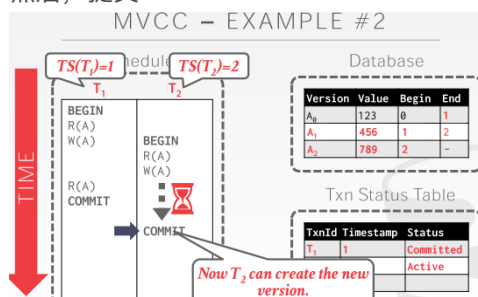 MVCC – EXAMPLE #2
TS(T1)=1
TS(T2)=2
T1
T2
BEGIN
R(A)
W(A)
R(A)
COMMIT
BEGIN
R(A)
W(A)
COMMIT
TIME
Now T2 can create the new
version.
Database
Version Value Begin End
A0 123 0 1
A1 456 1 2
A2 789 2 -
Txn Status Table
TxnId Timestamp Status
T1 1 Committed
Active